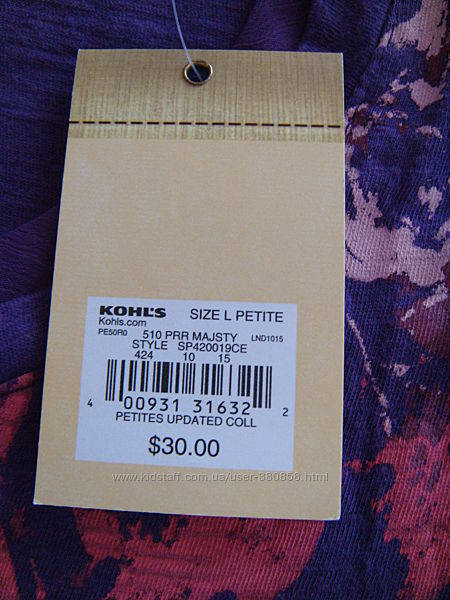 KOHL'S SIZE L PETITE
Kohls.com
PE50R0 510 PRR MAJSTY LND1015
STYLE SP420019CE
424 10 15
4 00931 31632 2
PETITES UPDATED COLL
$30.00
www.kidstaff.com.ua/user-380858.html